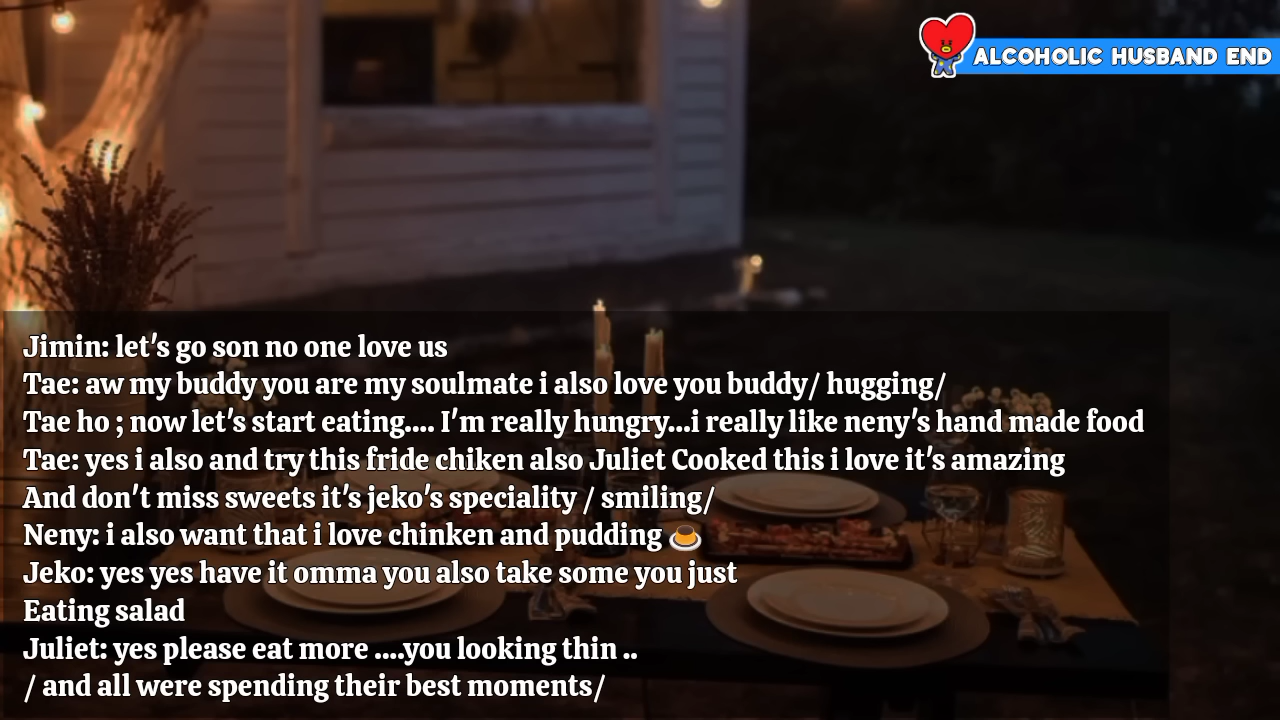 ALCOHOLIC HUSBAND END
Jimin: let's go son no one love us
Tae: aw my buddy you are my soulmate i also love you buddy/ hugging/
Tae ho ; now let's start eating.... I'm really hungry...i really like neny's hand made food
Tae: yes i also and try this fride chiken also Juliet Cooked this i love it's amazing
And don't miss sweets it's jeko's speciality / smiling/
Neny: i also want that i love chinken and pudding 🍮
Jeko: yes yes have it omma you also take some you just
Eating salad
Juliet: yes please eat more ....you looking thin ..
/ and all were spending their best moments/